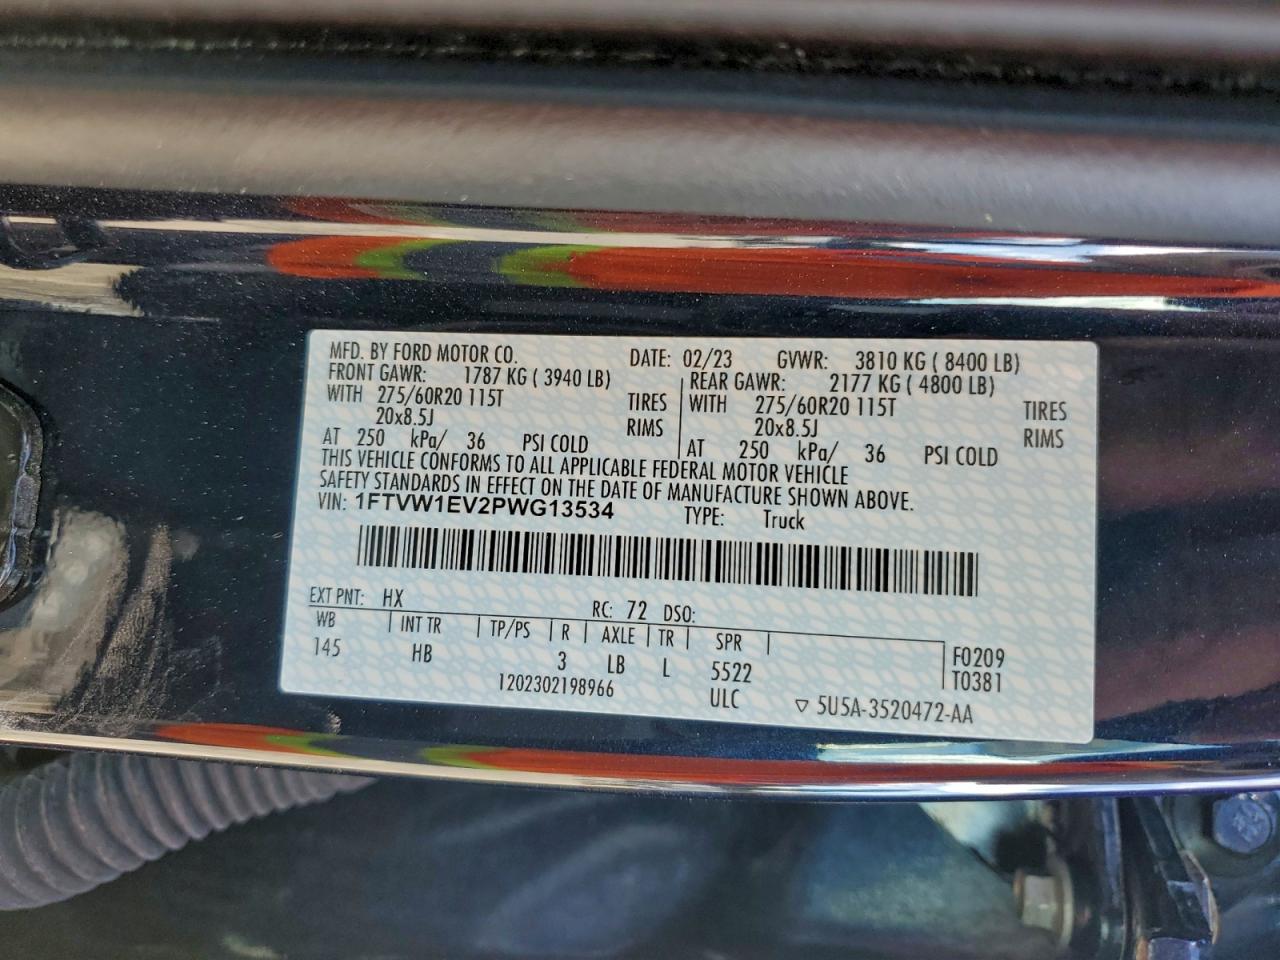 MFD. BY FORD MOTOR CO. DATE: 02/23 GVWR: 3810 KG ( 8400 LB)
FRONT GAWR: 1787 KG ( 3940 LB) REAR GAWR: 2177 KG ( 4800 LB)
WITH 275/60R20 115T TIRES WITH 275/60R20 115T TIRES
20x8.5J RIMS 20x8.5J RIMS
AT 250 kPa/ 36 PSI COLD AT 250 kPa/ 36 PSI COLD
THIS VEHICLE CONFORMS TO ALL APPLICABLE FEDERAL MOTOR VEHICLE
SAFETY STANDARDS IN EFFECT ON THE DATE OF MANUFACTURE SHOWN ABOVE.
VIN: 1FTVW1EV2PWG13534 TYPE: Truck
EXT PNT: HX RC: 72 DSO:
WB INT TR TP/PS R AXLE TR SPR
145 HB 3 LB L 5522 F0209
T0381
1202302198966 ULC 5U5A-3520472-AA